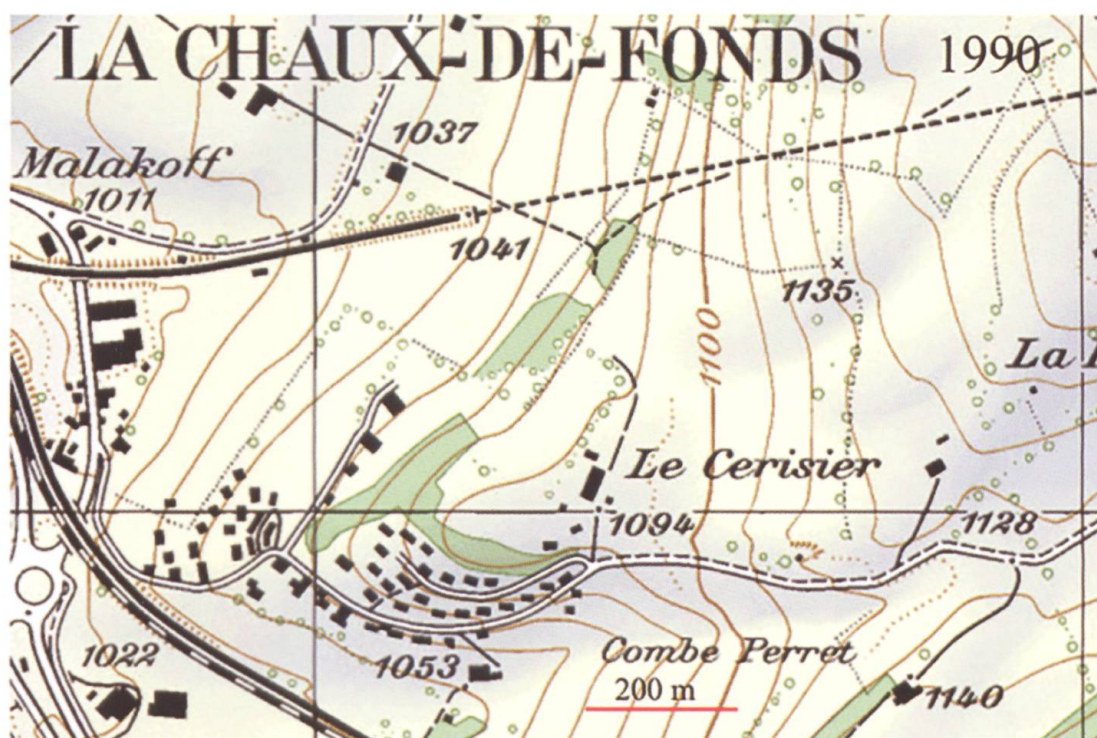 LA CHAUX-DE-FONDS 1990
1037
Malakoff
1011
1041
1135
1100
La
Le Cerisier
1094
1128
1022
1053
Combe Perret
200 m
1140